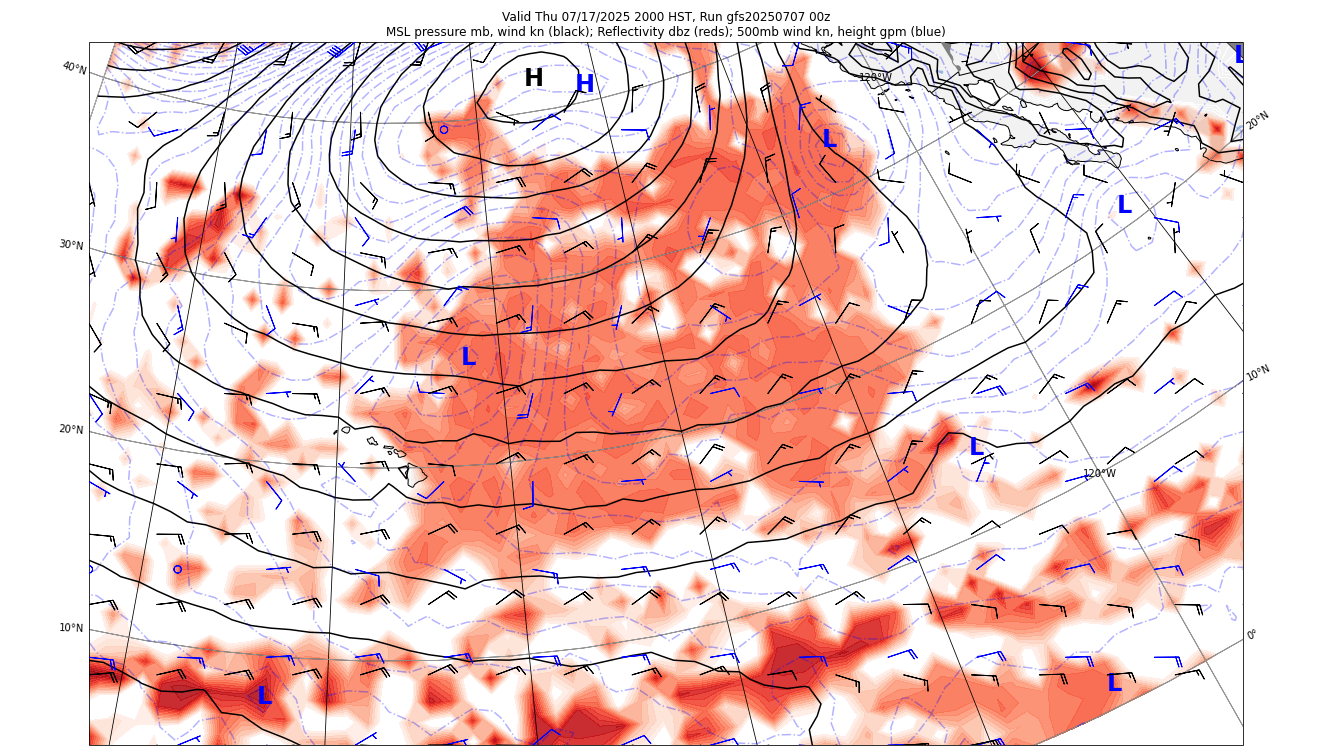 Valid Thu 07/17/2025 2000 HST, Run gfs20250707 00z
MSL pressure mb, wind kn (black); Reflectivity dbz (reds); 500mb wind kn, height gpm (blue)
L
40°N
H
H
120°W
20°N
L
L
30°N
L
10°N
20°N
L
120°W
10°N
0°
L
L